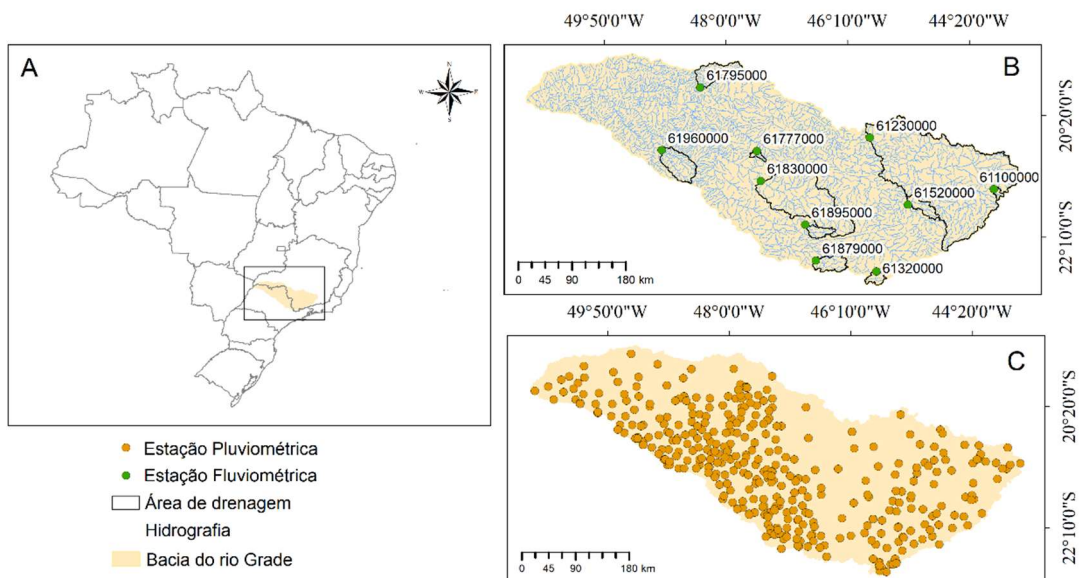 A
N
W
E
S
49°50'0"W 48°0'0"W 46°10'0"W 44°20'0"W
B
61795000
61960000
61777000
61830000
61230000
61100000
61520000
61895000
61879000
61320000
20°20'0"S
22°10'0"S
0 45 90 180 km
49°50'0"W 48°0'0"W 46°10'0"W 44°20'0"W
C
20°20'0"S
22°10'0"S
0 45 90 180 km
Estação Pluviométrica
Estação Fluviométrica
Área de drenagem
Hidrografia
Bacia do rio Grade